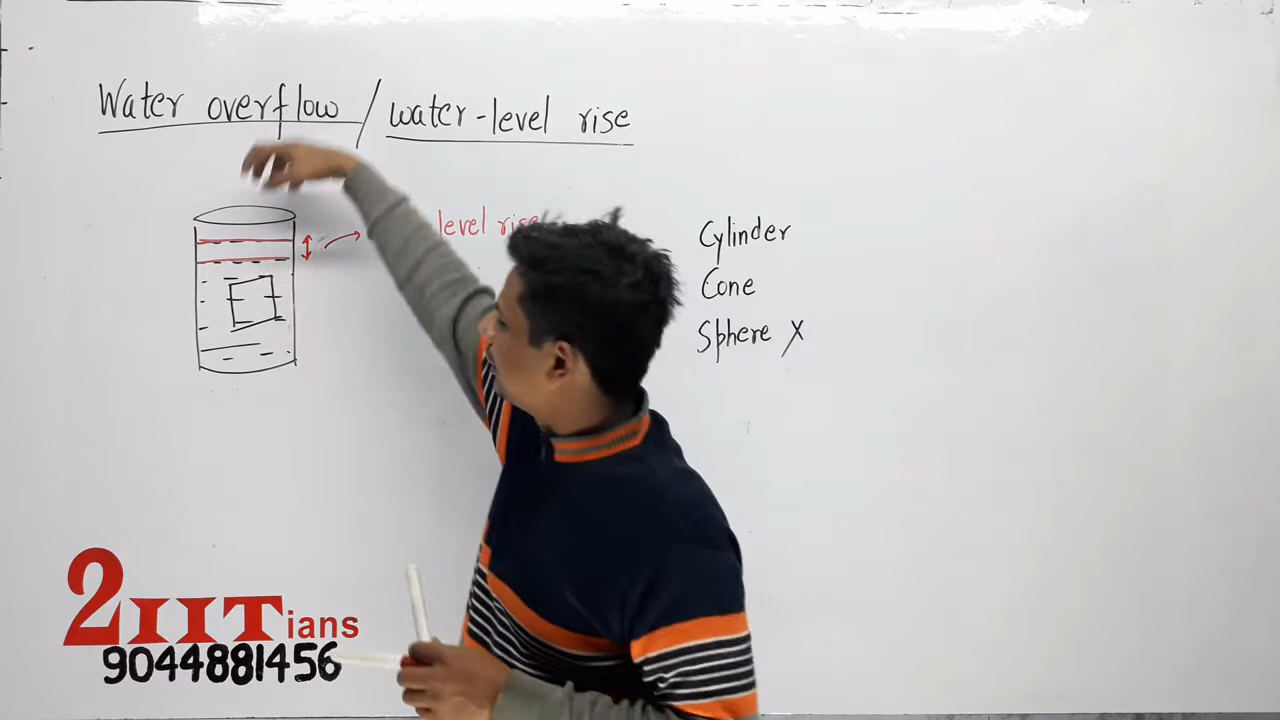 Water overflow / water-level rise
level rise
Cylinder
Cone
Sphere X
2IITians
9044881456